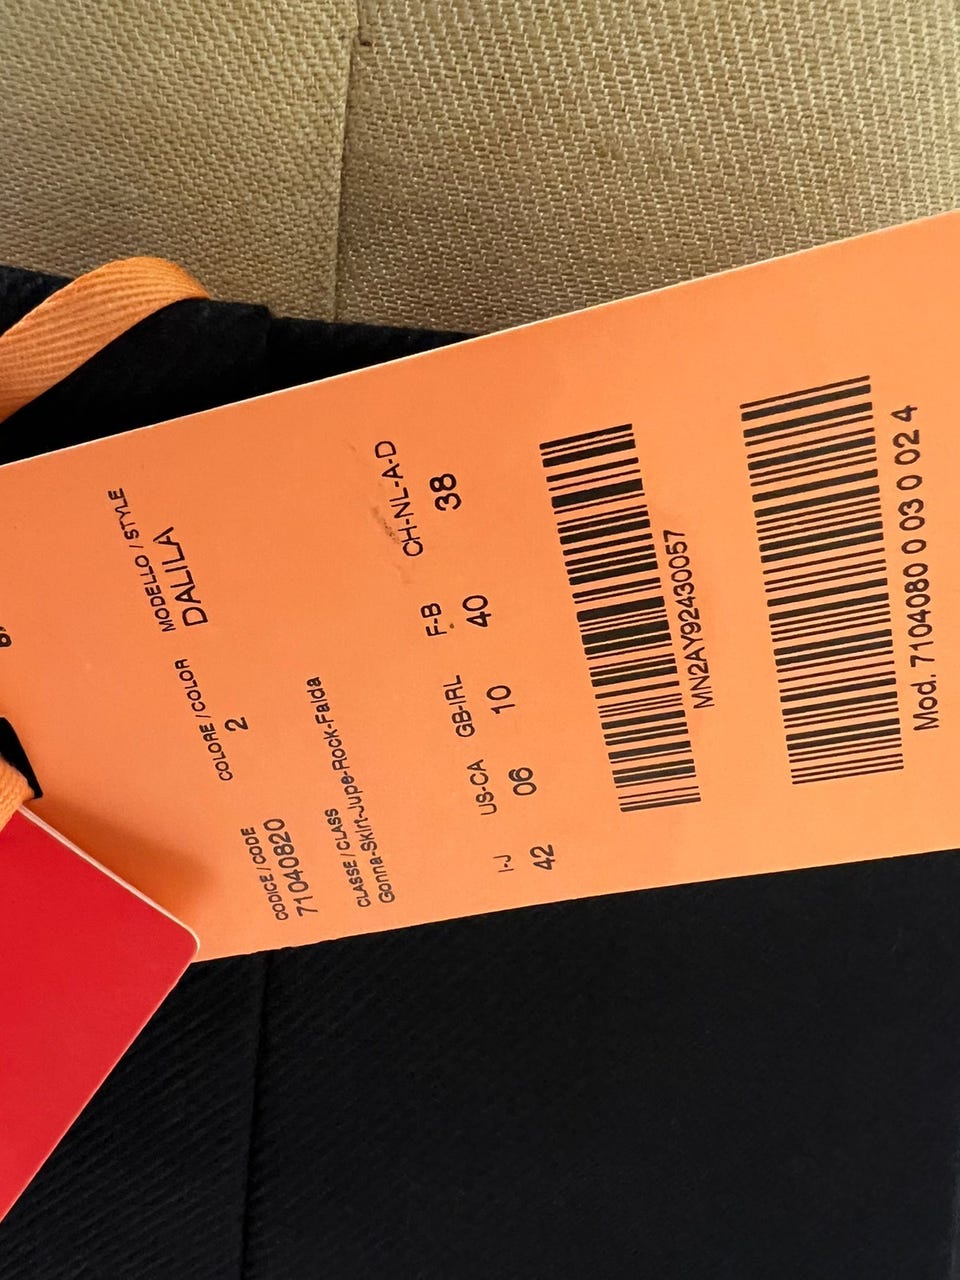 MODELLO / STYLE
DALILA
COLORE / COLOR
2
CODICE / CODE
71040820
CLASSE / CLASS
Gonna-Skirt-Jupe-Rock-Falda
I-J US-CA GB-IRL F-B CH-NL-A-D
42 06 10 40 38
MN2AY92430057
Mod. 7104080 0 03 0 02 4